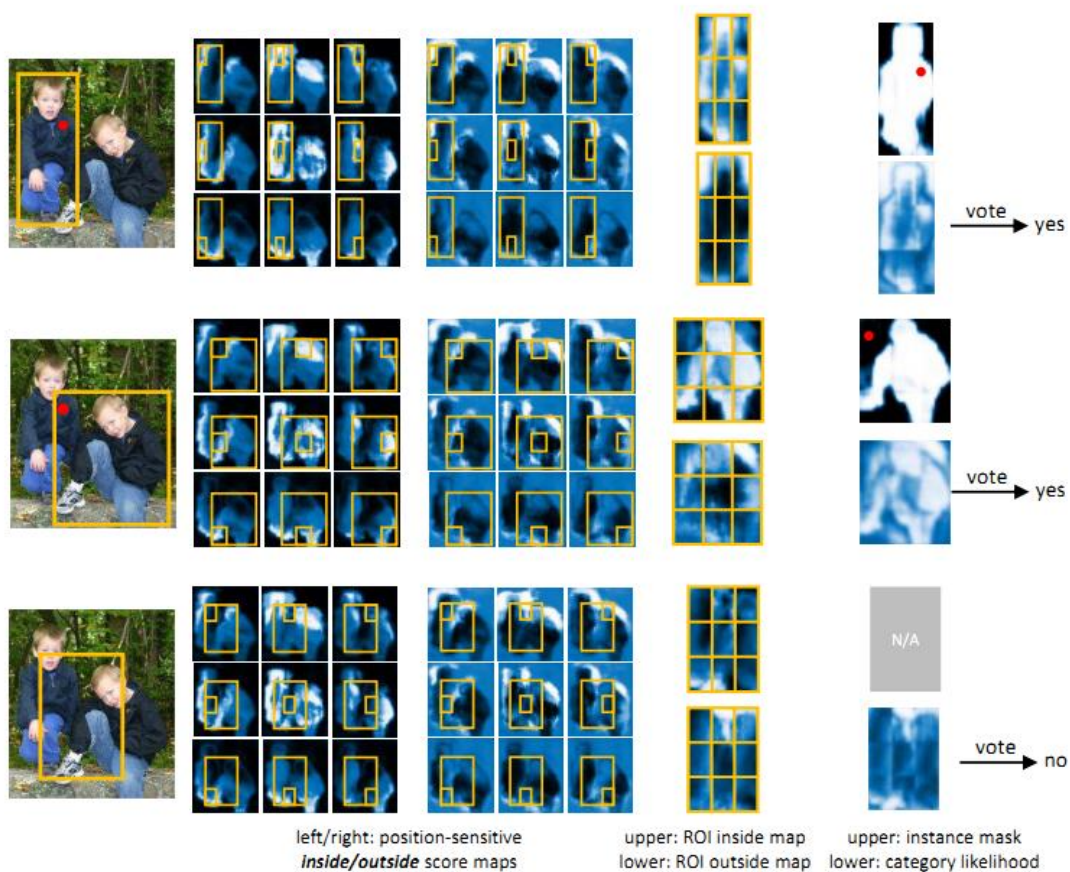 vote
yes
vote
yes
N/A
vote
no
left/right: position-sensitive
inside/outside score maps
upper: ROI inside map
lower: ROI outside map
upper: instance mask
lower: category likelihood